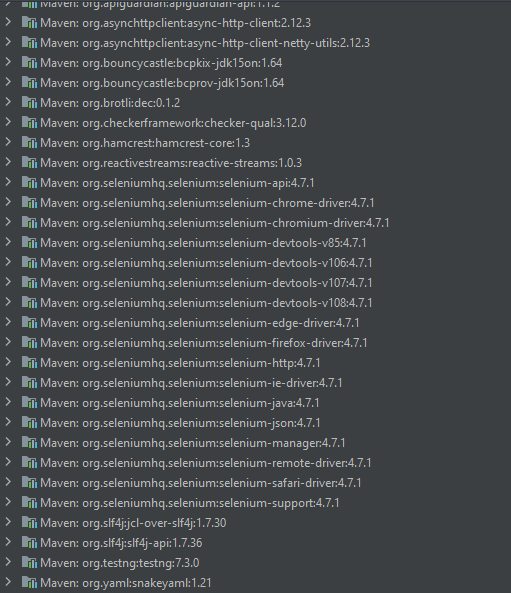 Maven: org.apiguardian:apiguardian-api:1.1.2
Maven: org.asynchttpclient:async-http-client:2.12.3
Maven: org.asynchttpclient:async-http-client-netty-utils:2.12.3
Maven: org.bouncycastle:bcpkix-jdk15on:1.64
Maven: org.bouncycastle:bcprov-jdk15on:1.64
Maven: org.brotli:dec:0.1.2
Maven: org.checkerframework:checker-qual:3.12.0
Maven: org.hamcrest:hamcrest-core:1.3
Maven: org.reactivestreams:reactive-streams:1.0.3
Maven: org.seleniumhq.selenium:selenium-api:4.7.1
Maven: org.seleniumhq.selenium:selenium-chrome-driver:4.7.1
Maven: org.seleniumhq.selenium:selenium-chromium-driver:4.7.1
Maven: org.seleniumhq.selenium:selenium-devtools-v85:4.7.1
Maven: org.seleniumhq.selenium:selenium-devtools-v106:4.7.1
Maven: org.seleniumhq.selenium:selenium-devtools-v107:4.7.1
Maven: org.seleniumhq.selenium:selenium-devtools-v108:4.7.1
Maven: org.seleniumhq.selenium:selenium-edge-driver:4.7.1
Maven: org.seleniumhq.selenium:selenium-firefox-driver:4.7.1
Maven: org.seleniumhq.selenium:selenium-http:4.7.1
Maven: org.seleniumhq.selenium:selenium-ie-driver:4.7.1
Maven: org.seleniumhq.selenium:selenium-java:4.7.1
Maven: org.seleniumhq.selenium:selenium-json:4.7.1
Maven: org.seleniumhq.selenium:selenium-manager:4.7.1
Maven: org.seleniumhq.selenium:selenium-remote-driver:4.7.1
Maven: org.seleniumhq.selenium:selenium-safari-driver:4.7.1
Maven: org.seleniumhq.selenium:selenium-support:4.7.1
Maven: org.slf4j:jcl-over-slf4j:1.7.30
Maven: org.slf4j:slf4j-api:1.7.36
Maven: org.testng:testng:7.3.0
Maven: org.yaml:snakeyaml:1.21